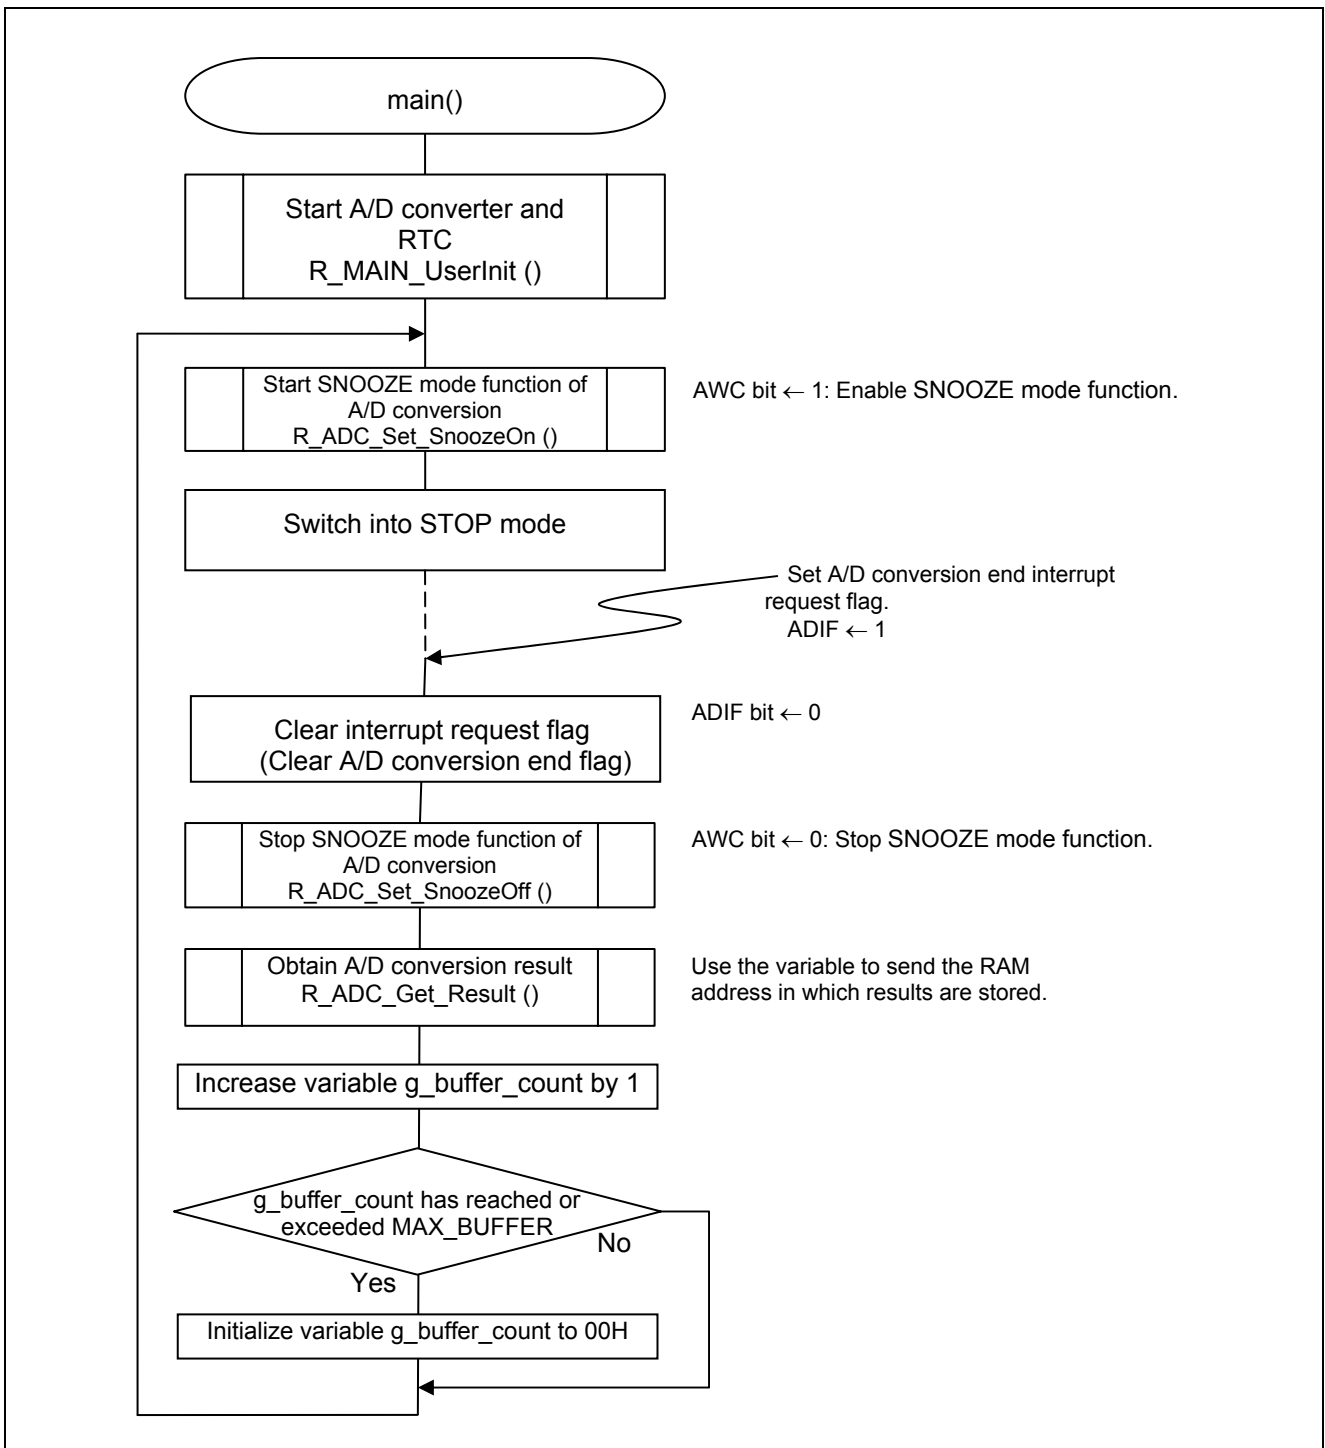 main()
Start A/D converter and
RTC
R_MAIN_UserInit ()
Start SNOOZE mode function of
A/D conversion
R_ADC_Set_SnoozeOn ()
AWC bit ← 1: Enable SNOOZE mode function.
Switch into STOP mode
Set A/D conversion end interrupt
request flag.
ADIF ← 1
Clear interrupt request flag
(Clear A/D conversion end flag)
ADIF bit ← 0
Stop SNOOZE mode function of
A/D conversion
R_ADC_Set_SnoozeOff ()
AWC bit ← 0: Stop SNOOZE mode function.
Obtain A/D conversion result
R_ADC_Get_Result ()
Use the variable to send the RAM
address in which results are stored.
Increase variable g_buffer_count by 1
g_buffer_count has reached or
exceeded MAX_BUFFER
No
Yes
Initialize variable g_buffer_count to 00H